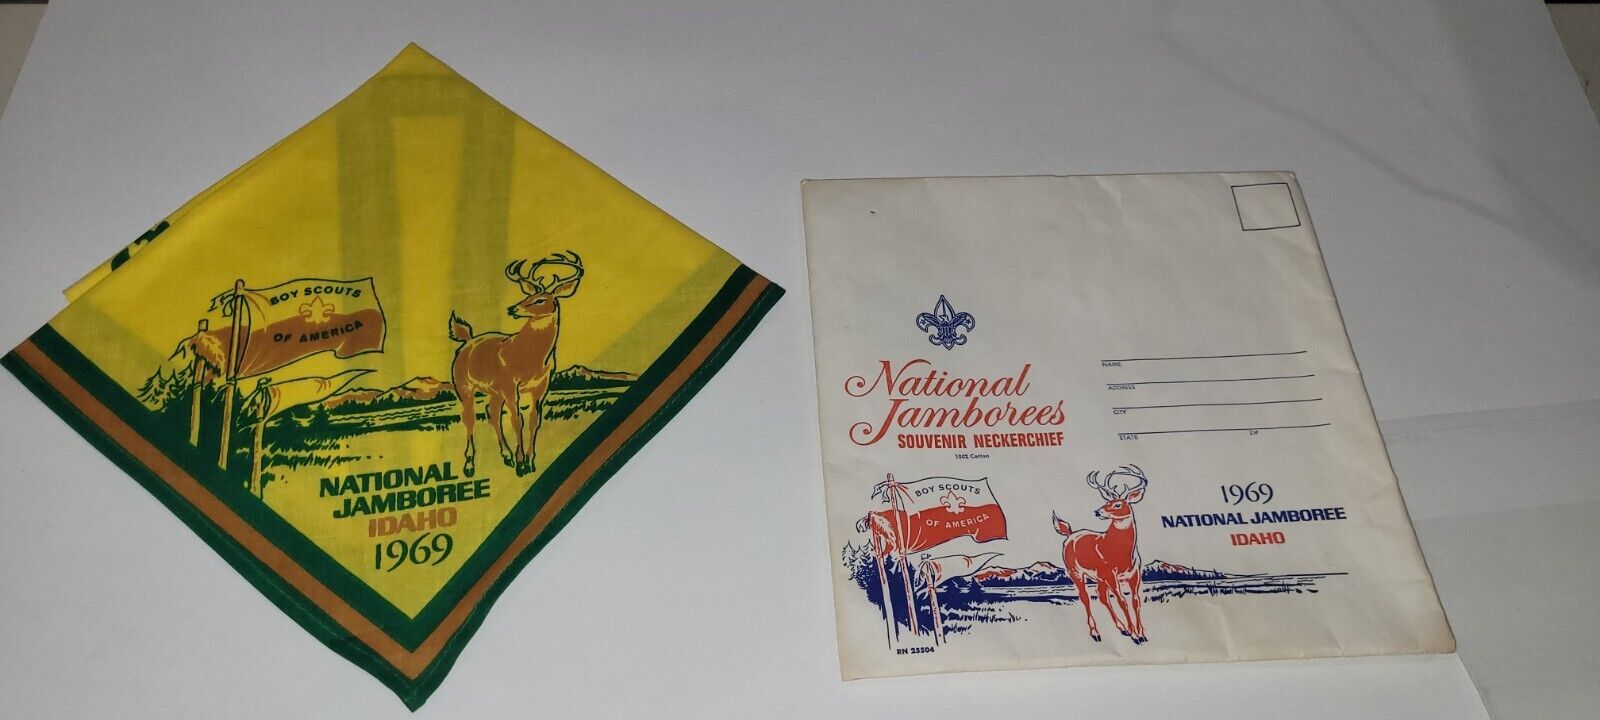 BOY SCOUTS
OF AMERICA
NATIONAL
JAMBOREE
IDAHO
1969
National
Jamborees
SOUVENIR NECKERCHIEF
100% Cotton
NAME
ADDRESS
CITY
STATE ZIP
BOY SCOUTS
OF AMERICA
1969
NATIONAL JAMBOREE
IDAHO
RN 25504